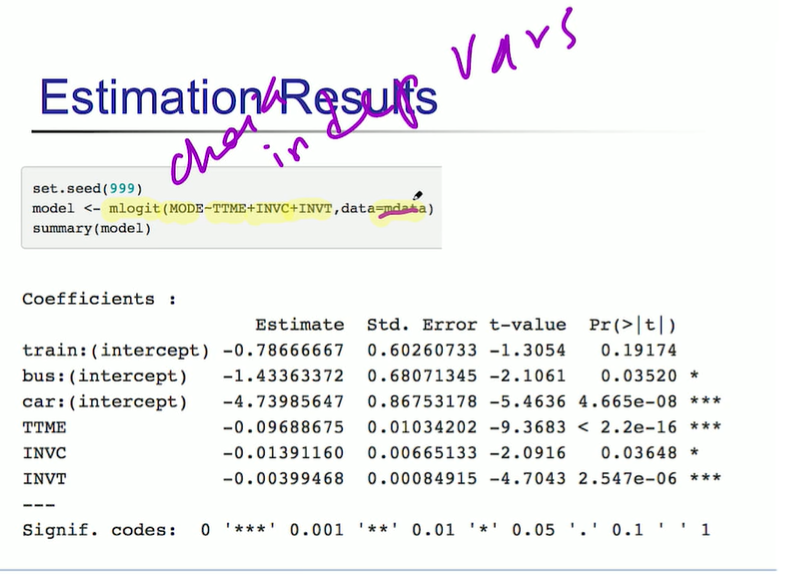 Estimation Results
choice indep vars
set.seed(999)
model <- mlogit(MODE~TTME+INVC+INVT,data=mdata)
summary(model)
Coefficients :
Estimate Std. Error t-value Pr(>|t|)
train:(intercept) -0.78666667 0.60260733 -1.3054 0.19174
bus:(intercept) -1.43363372 0.68071345 -2.1061 0.03520 *
car:(intercept) -4.73985647 0.86753178 -5.4636 4.665e-08 ***
TTME -0.09688675 0.01034202 -9.3683 < 2.2e-16 ***
INVC -0.01391160 0.00665133 -2.0916 0.03648 *
INVT -0.00399468 0.00084915 -4.7043 2.547e-06 ***
---
Signif. codes: 0 '***' 0.001 '**' 0.01 '*' 0.05 '.' 0.1 ' ' 1